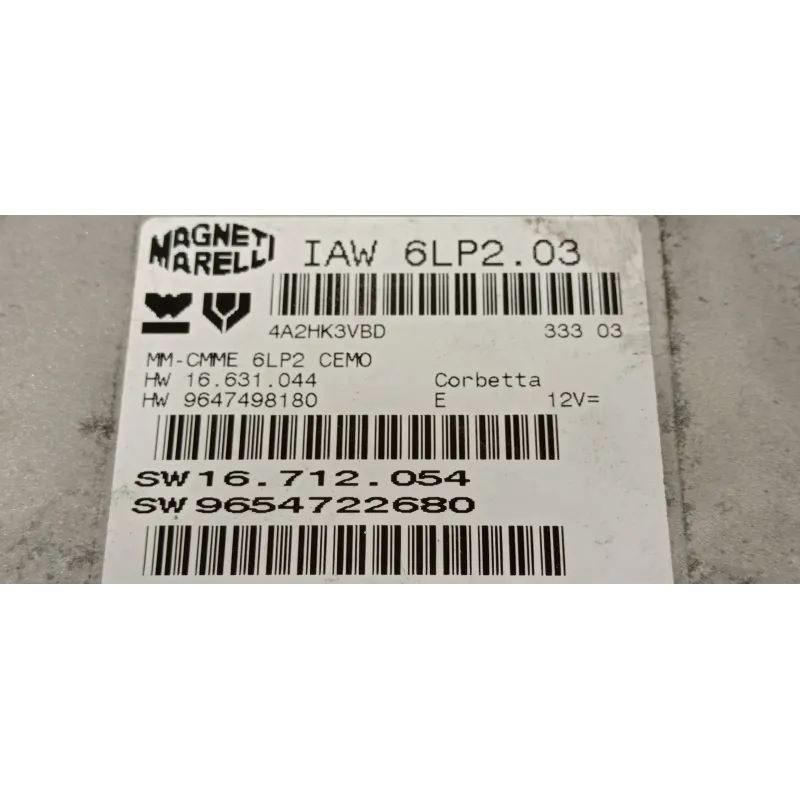 MAGNETI
MARELLI
IAW 6LP2.03
4A2HK3VBD 333 03
MM-CMME 6LP2 CEMO
HW 16.631.044 Corbetta
HW 9647498180 E 12V=
SW 16.712.054
SW 9654722680